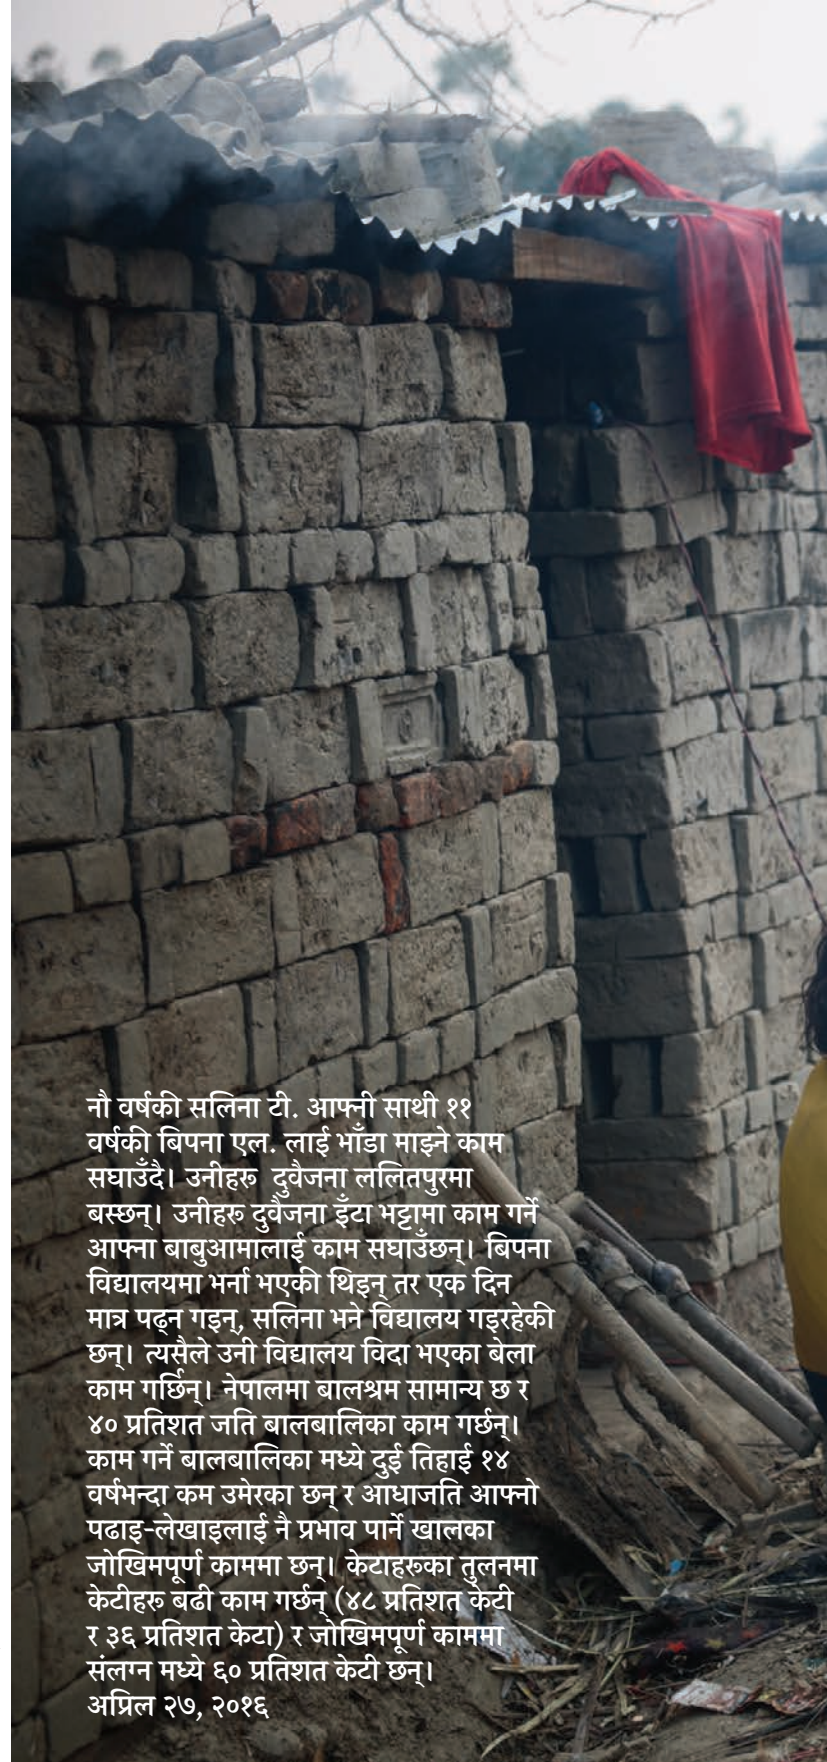 नौ वर्षकी सलिना टी. आफ्नी साथी ११
वर्षकी बिपना एल. लाई भाँडा माझ्ने काम
सघाउँदै। उनीहरू दुवैजना ललितपुरमा
बस्छन्। उनीहरू दुवैजना इँटा भट्टामा काम गर्ने
आफ्ना बाबुआमालाई काम सघाउँछन्। बिपना
विद्यालयमा भर्ना भएकी थिइन् तर एक दिन
मात्र पढ्न गइन्, सलिना भने विद्यालय गइरहेकी
छन्। त्यसैले उनी विद्यालय विदा भएका बेला
काम गर्छिन्। नेपालमा बालश्रम सामान्य छ र
४० प्रतिशत जति बालबालिका काम गर्छन्।
काम गर्ने बालबालिका मध्ये दुई तिहाई १४
वर्षभन्दा कम उमेरका छन् र आधाजति आफ्नो
पढाइ-लेखाइलाई नै प्रभाव पार्ने खालका
जोखिमपूर्ण काममा छन्। केटाहरूका तुलनमा
केटीहरू बढी काम गर्छन् (४८ प्रतिशत केटी
र ३६ प्रतिशत केटा) र जोखिमपूर्ण काममा
संलग्न मध्ये ६० प्रतिशत केटी छन्।
अप्रिल २७, २०१६